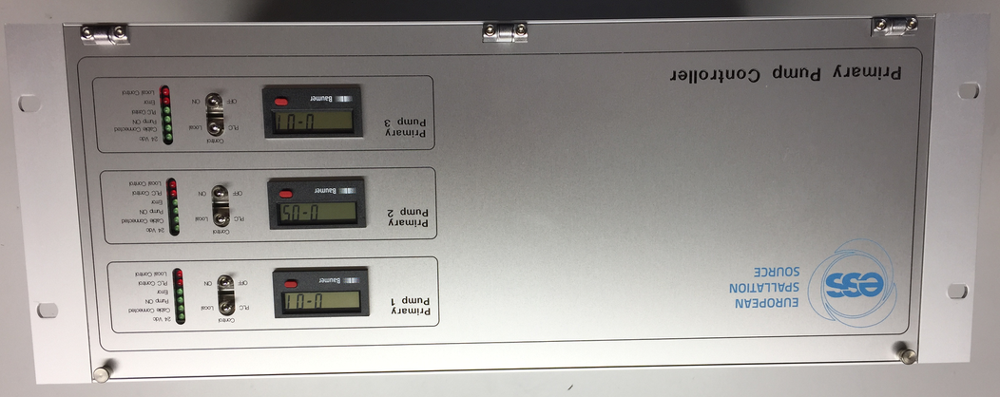 ess
EUROPEAN
SPALLATION
SOURCE
Primary
Pump 1
Baumer
Control
PLC Local
OFF ON
24 Vdc
Cable Connected
Pump ON
Error
PLC Control
Local Control
Primary
Pump 2
Baumer
Control
PLC Local
OFF ON
24 Vdc
Cable Connected
Pump ON
Error
PLC Control
Local Control
Primary
Pump 3
Baumer
Control
PLC Local
OFF ON
24 Vdc
Cable Connected
Pump ON
PLC Control
Error
Local Control
Primary Pump Controller